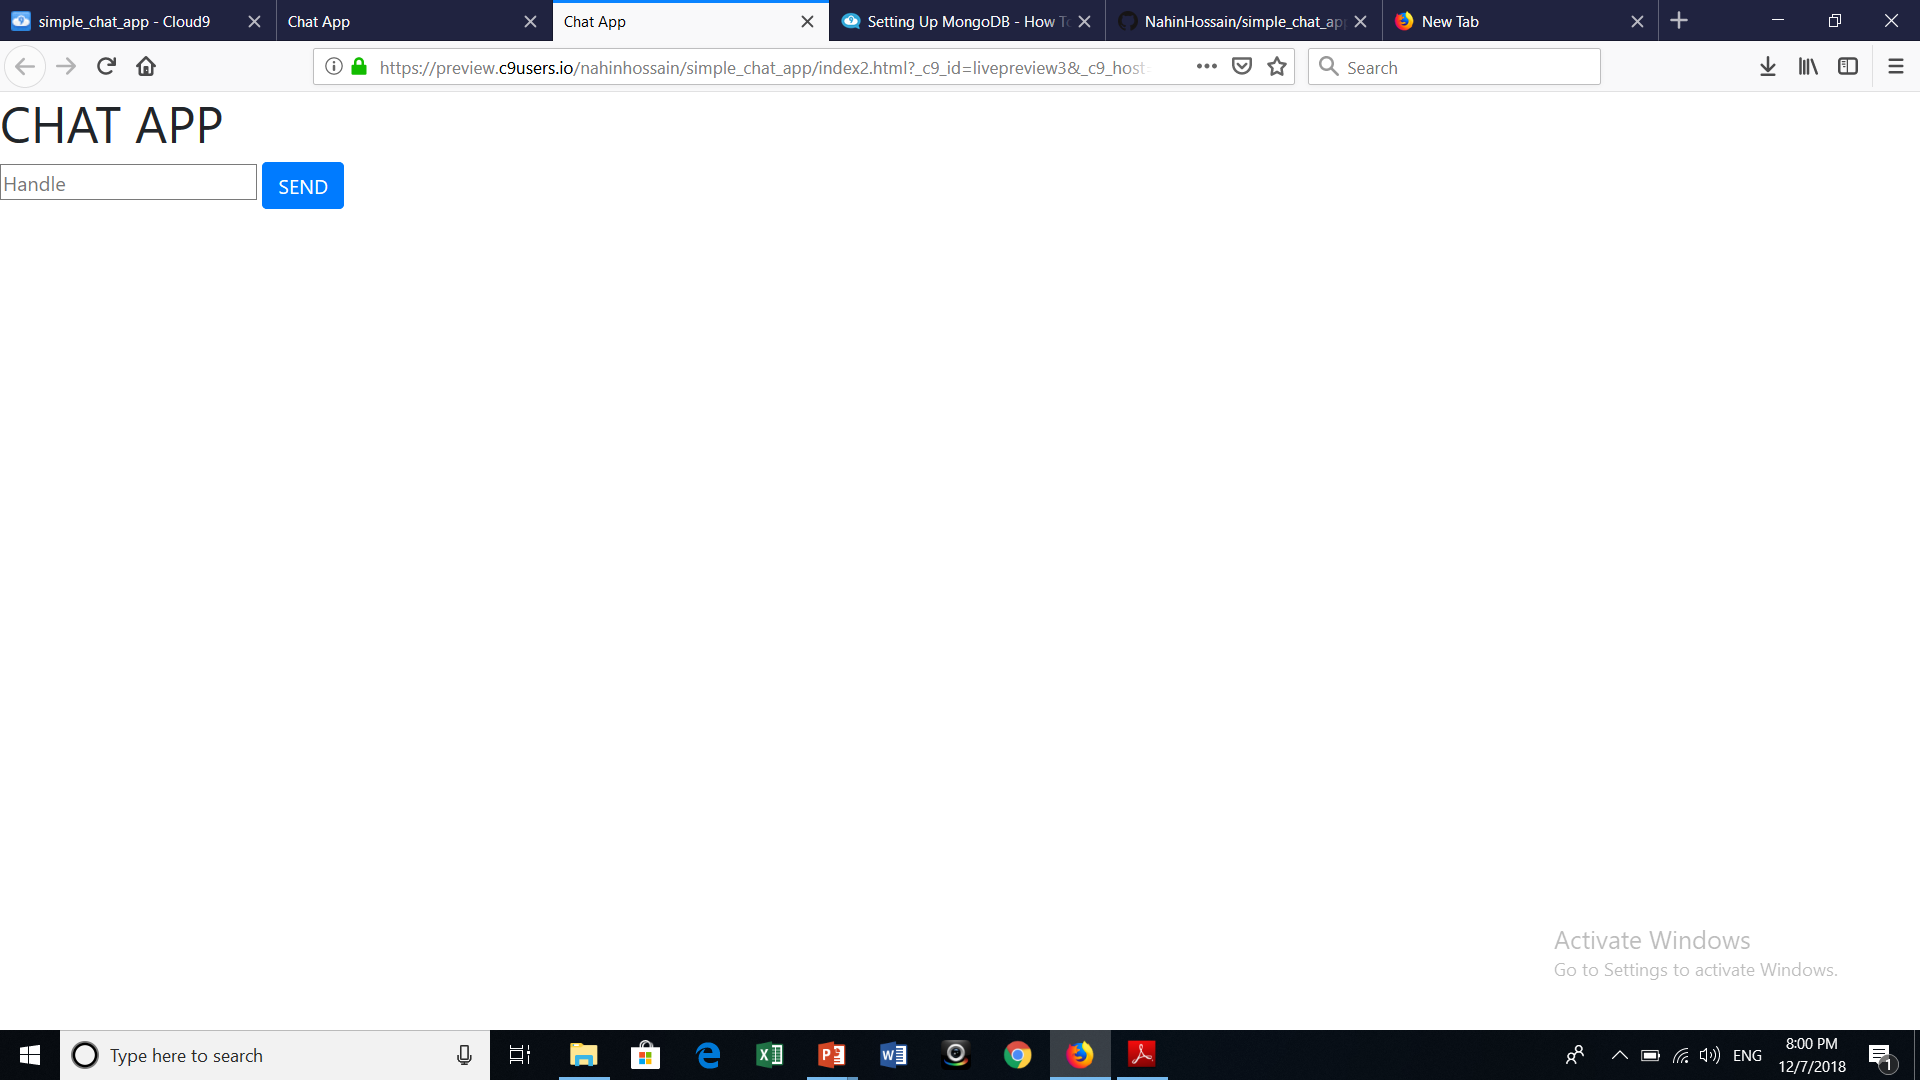 simple_chat_app - Cloud9
Chat App
Chat App
Setting Up MongoDB - How To
NahinHossain/simple_chat_ap
New Tab
https://preview.c9users.io/nahinhossain/simple_chat_app/index2.html?_c9_id=livepreview3&_c9_host=
Search
CHAT APP
Handle
SEND
Activate Windows
Go to Settings to activate Windows.
Type here to search
ENG
8:00 PM
12/7/2018
1